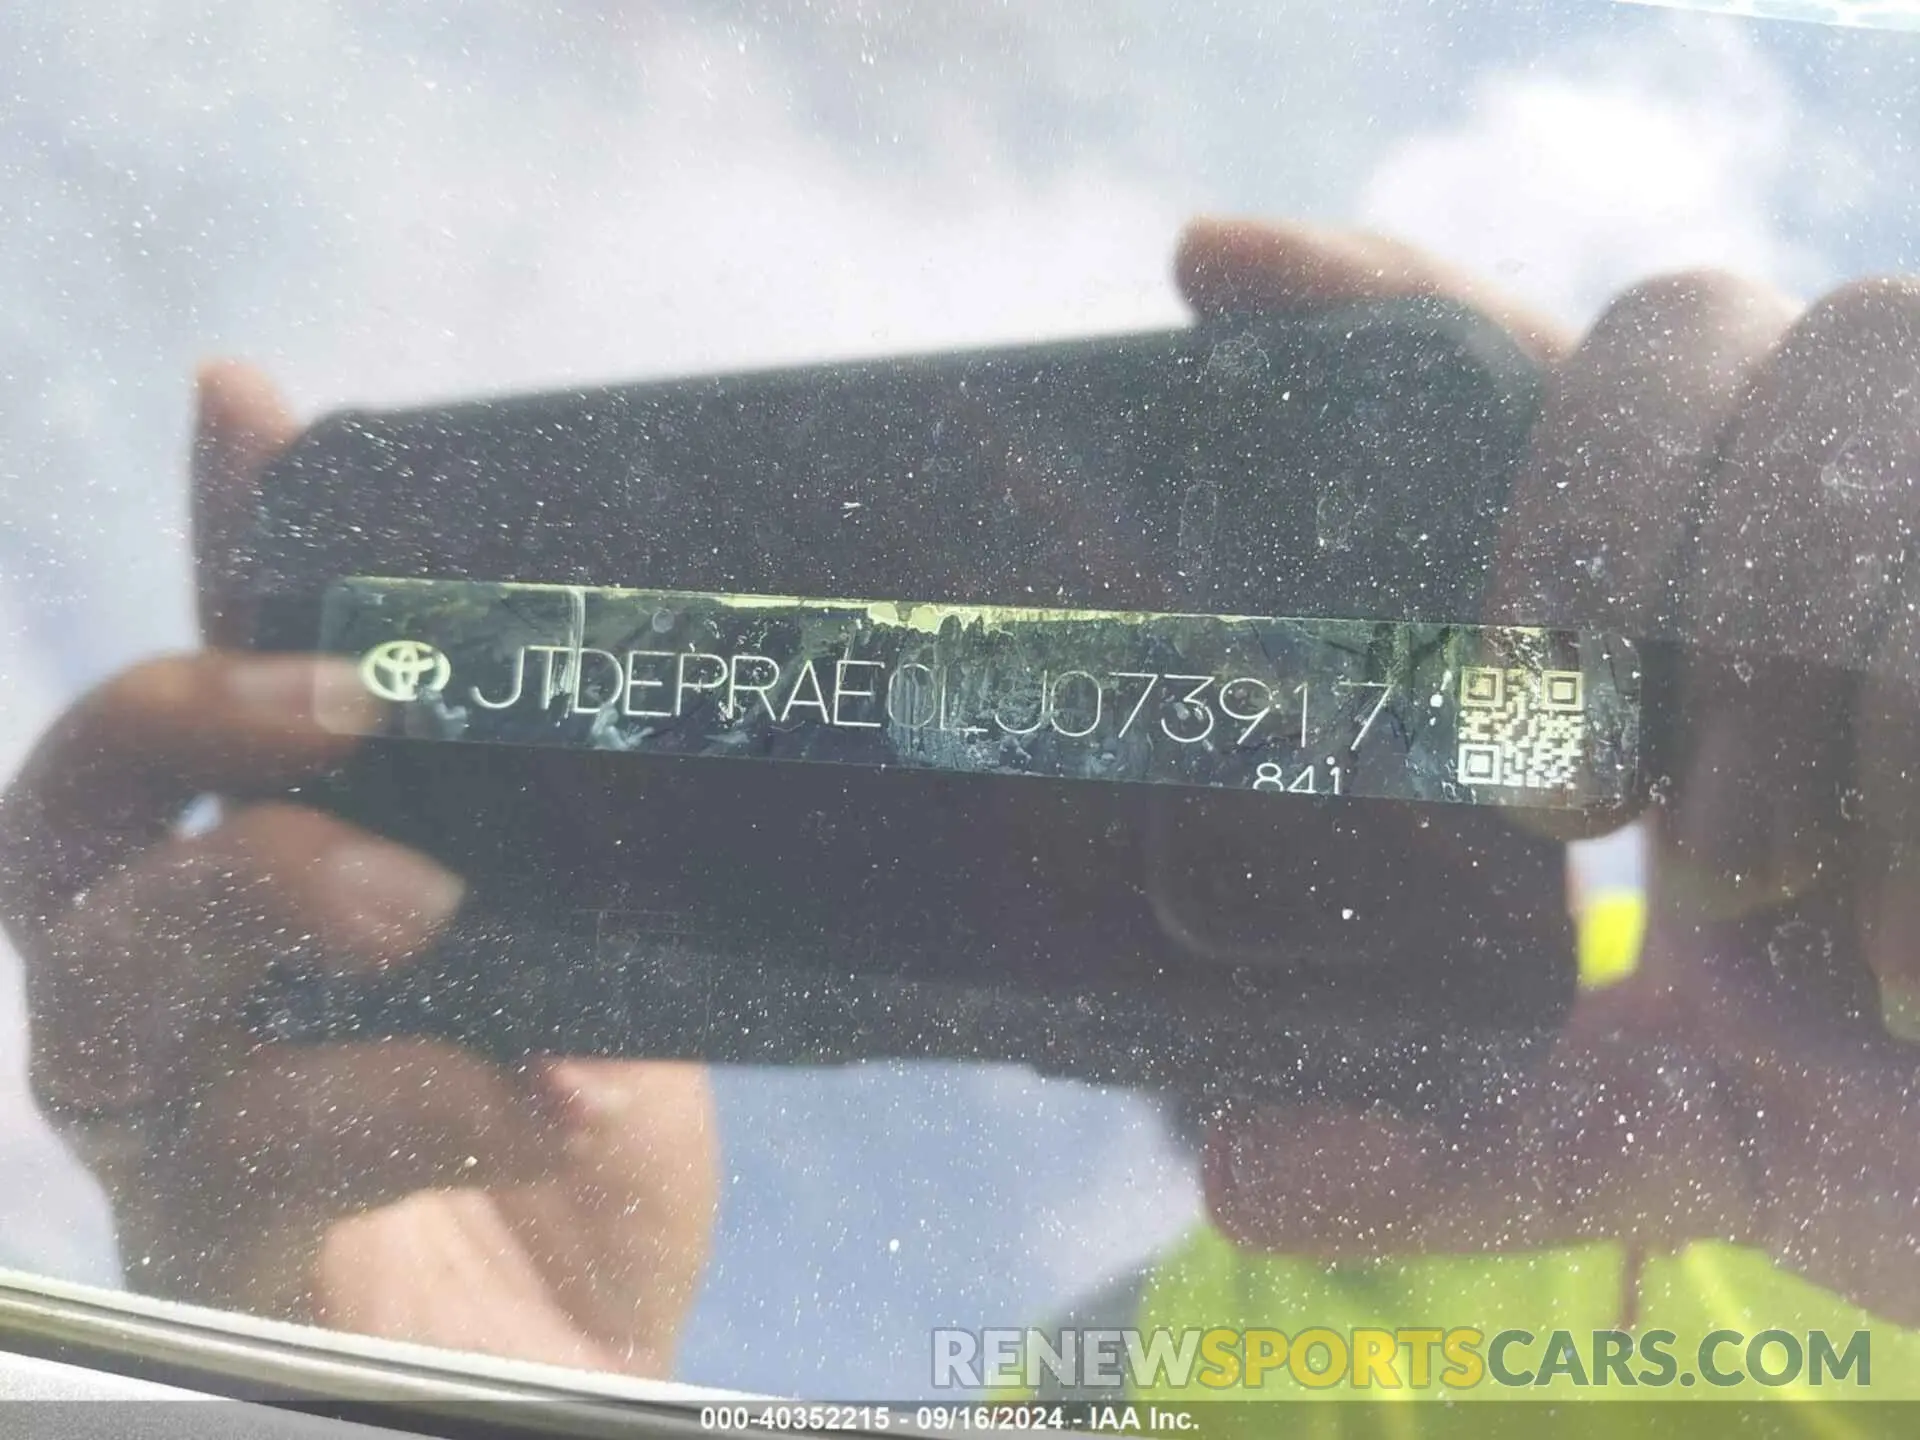 JTDEPRAE0LJ073917
841
RENEWSPORTSCARS.COM
000-40352215 - 09/16/2024 - IAA Inc.